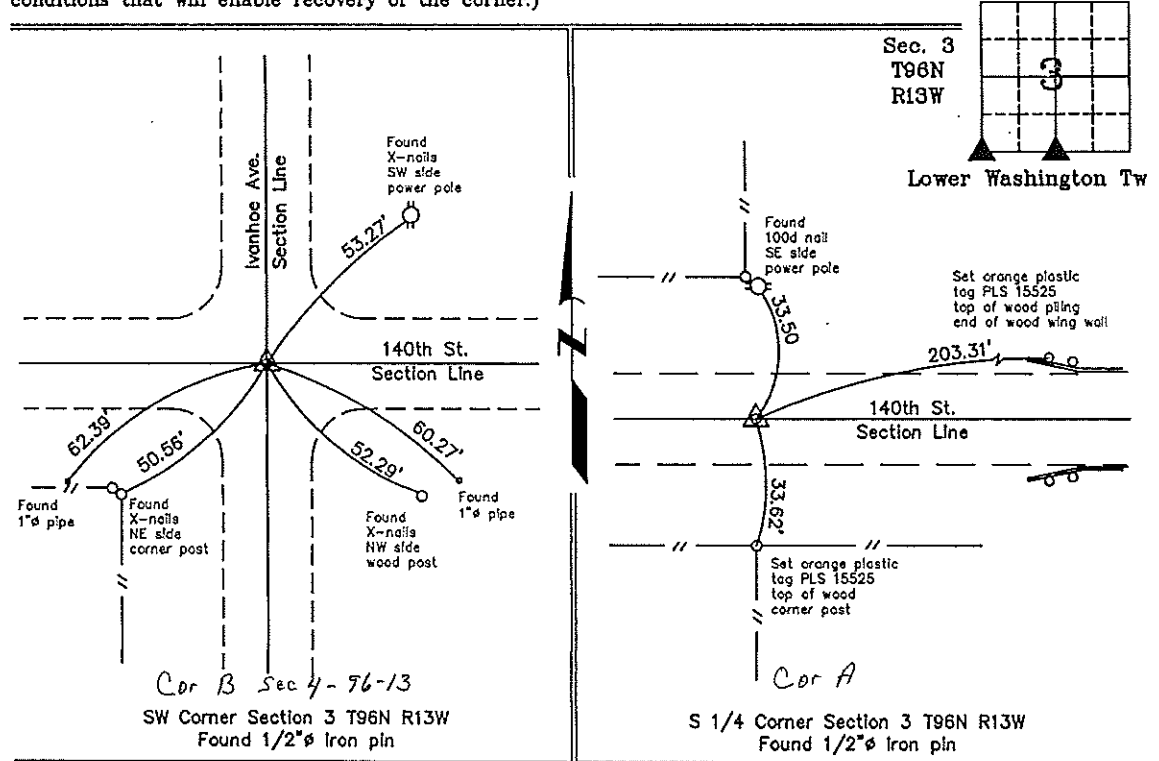 conditions that will enable recovery of the corner.)
Sec. 3
T96N
R13W
3
Lower Washington Tw
Ivanhoe Ave.
Section Line
Found
X-nails
SW side
power pole
53.27'
140th St.
Section Line
62.39'
50.56'
52.29'
60.27'
Found
1"ø pipe
Found
X-nails
NE side
corner post
Found
X-nails
NW side
wood post
Found
1"ø pipe
Cor B Sec 4-96-13
SW Corner Section 3 T96N R13W
Found 1/2"ø iron pin
N
Found
100d nail
SE side
power pole
33.50
Set orange plastic
tag PLS 15525
top of wood piling
end of wood wing wall
203.31'
140th St.
Section Line
33.62'
Set orange plastic
tag PLS 15525
top of wood
corner post
Cor A
S 1/4 Corner Section 3 T96N R13W
Found 1/2"ø iron pin